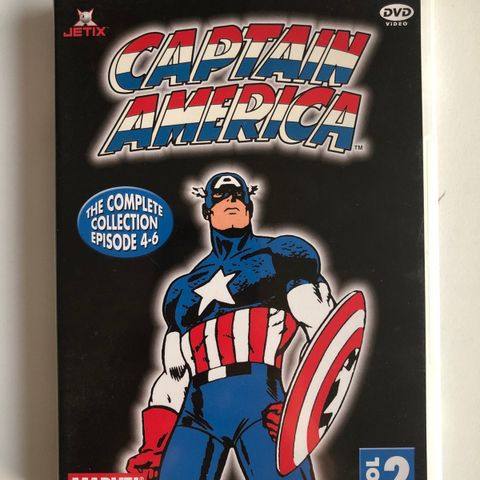 JETIX
DVD
VIDEO
CAPTAIN
AMERICA
TM
THE COMPLETE
COLLECTION
EPISODE 4-6
A
MARVEL
VOL
2